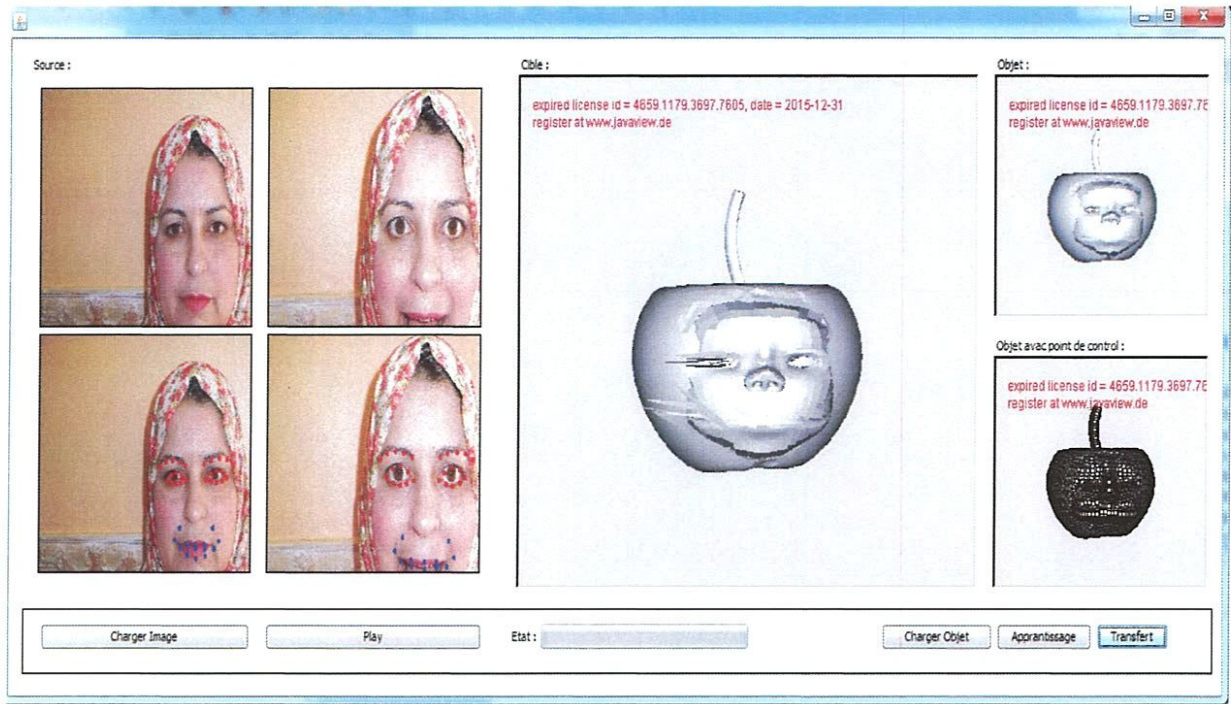 Source :
Cible :
Objet :
expired license id = 4659.1179.3697.7605, date = 2015-12-31
register at www.javaview.de
expired license id = 4659.1179.3697.76
register at www.javaview.de
Objet avac point de control :
expired license id = 4659.1179.3697.76
register at www.javaview.de
Charger Image
Play
Etat :
Charger Objet
Apprantissage
Transfert